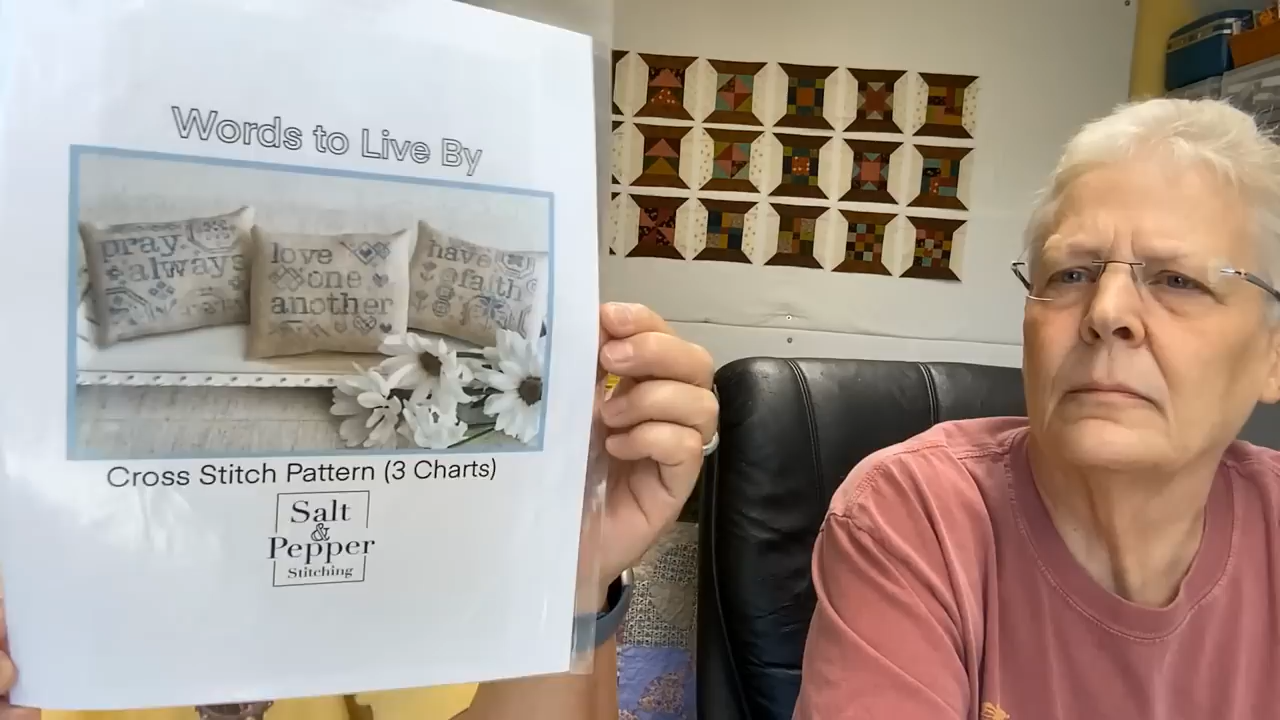 Words to Live By
pray
always
love
one
another
have
faith
Cross Stitch Pattern (3 Charts)
Salt
&
Pepper
Stitching